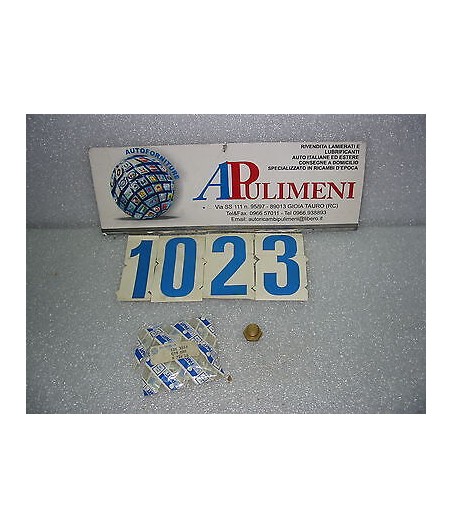 AUTOFORNITURE
APULIMENI
RIVENDITA LAMIERATI E
LUBRIFICANTI
AUTO ITALIANE ED ESTERE
CONSEGNE A DOMICILIO
SPECIALIZZATO IN RICAMBI D'EPOCA
Via SS 111 n. 95/97 - 89013 GIOIA TAURO (RC)
Tel&Fax. 0966 57011 - Tel 0966 938893
Email: autoricambipulimeni@libero.it
1023